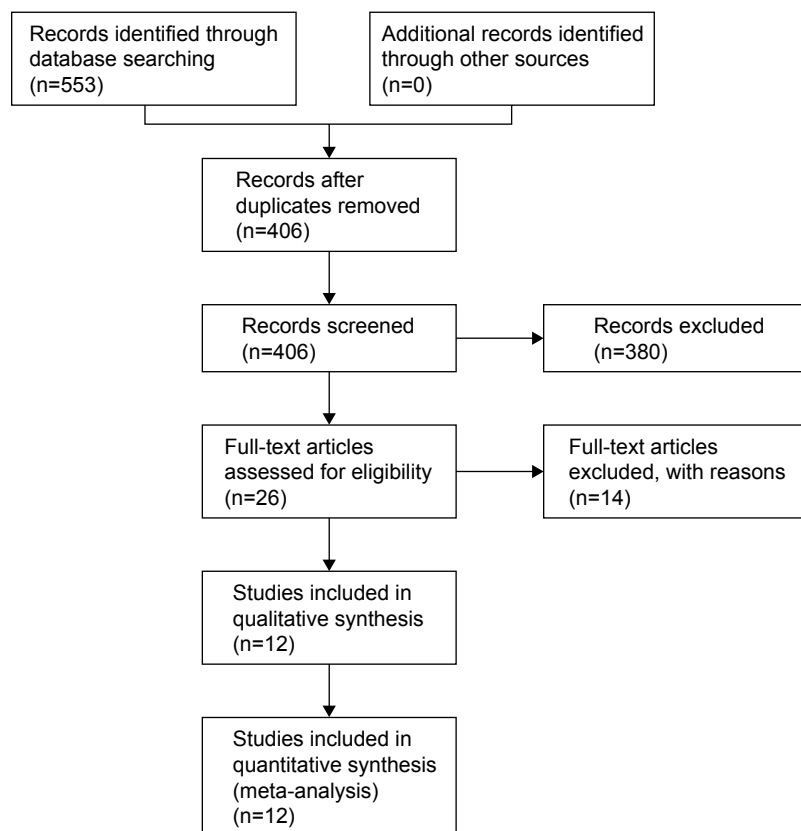 Records identified through
database searching
(n=553)
Additional records identified
through other sources
(n=0)
Records after
duplicates removed
(n=406)
Records screened
(n=406)
Records excluded
(n=380)
Full-text articles
assessed for eligibility
(n=26)
Full-text articles
excluded, with reasons
(n=14)
Studies included in
qualitative synthesis
(n=12)
Studies included in
quantitative synthesis
(meta-analysis)
(n=12)